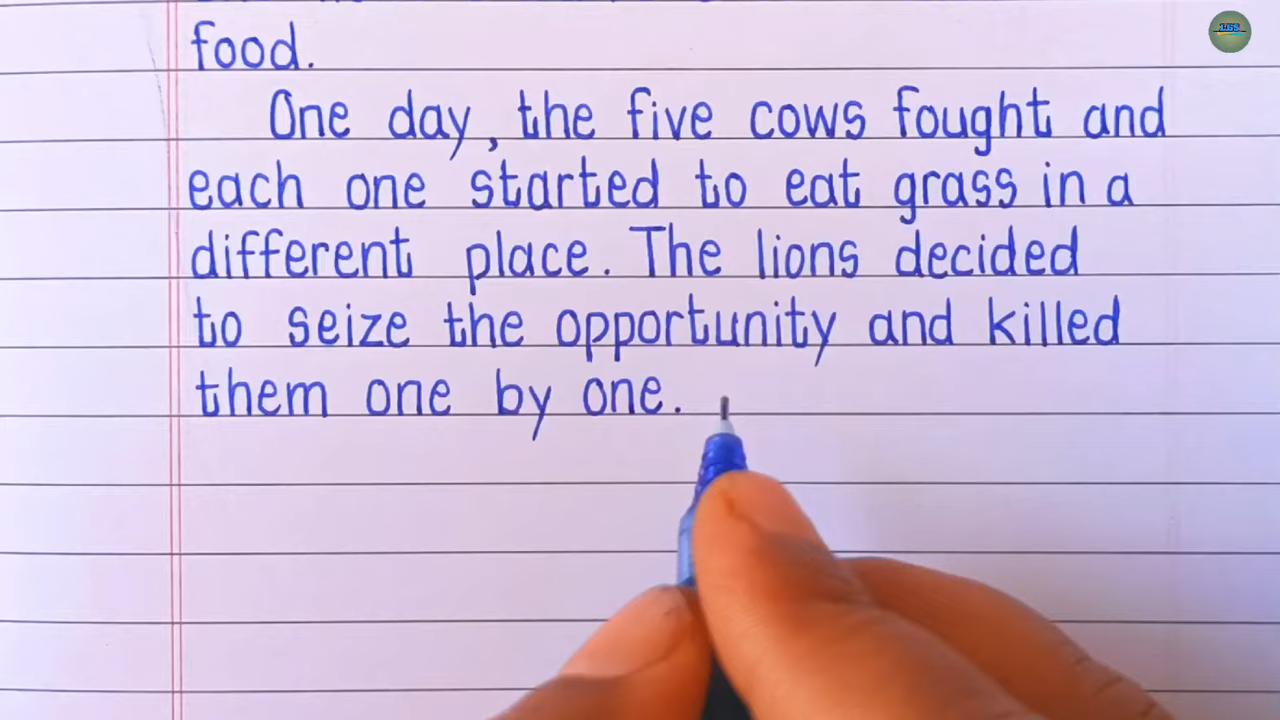 food.
One day, the five cows fought and
each one started to eat grass in a
different place. The lions decided
to seize the opportunity and killed
them one by one.